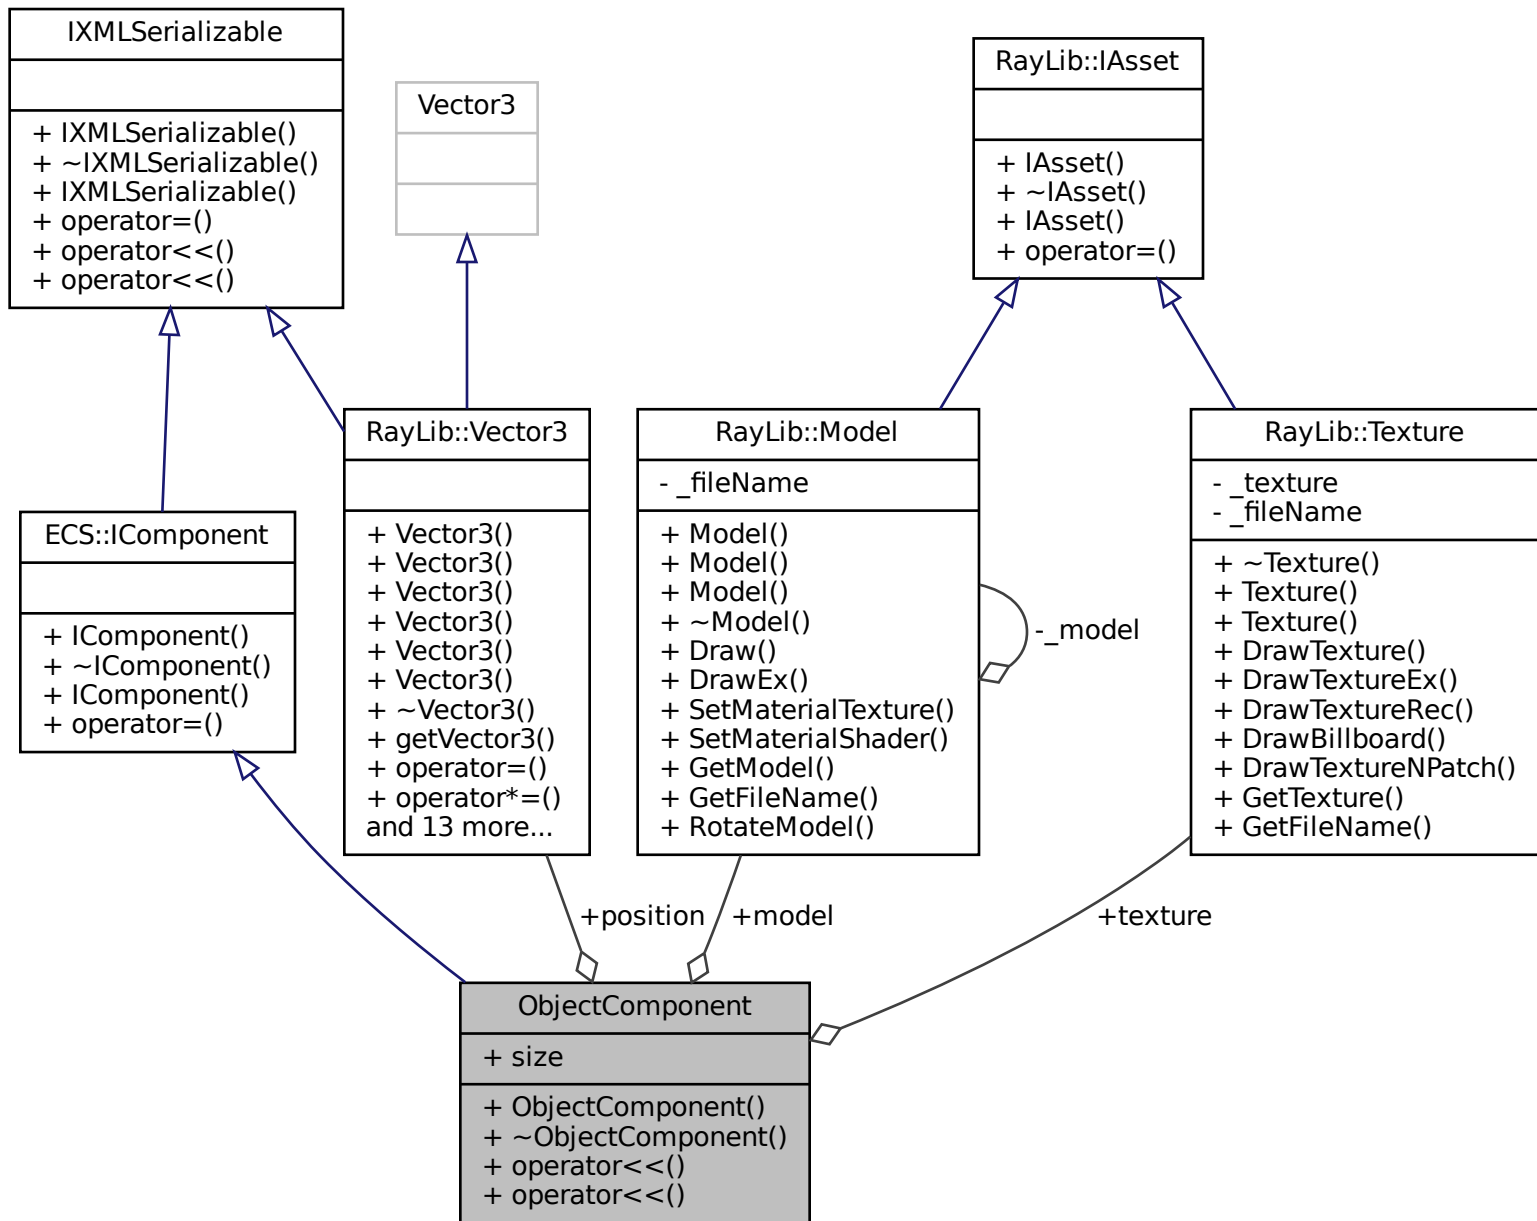 IXMLSerializable
+ IXMLSerializable()
+ ~IXMLSerializable()
+ IXMLSerializable()
+ operator=()
+ operator<<()
+ operator<<()
Vector3
RayLib::IAsset
+ IAsset()
+ ~IAsset()
+ IAsset()
+ operator=()
ECS::IComponent
+ IComponent()
+ ~IComponent()
+ IComponent()
+ operator=()
RayLib::Vector3
+ Vector3()
+ Vector3()
+ Vector3()
+ Vector3()
+ Vector3()
+ Vector3()
+ ~Vector3()
+ getVector3()
+ operator=()
+ operator*=()
and 13 more...
RayLib::Model
- _fileName
+ Model()
+ Model()
+ Model()
+ ~Model()
+ Draw()
+ DrawEx()
+ SetMaterialTexture()
+ SetMaterialShader()
+ GetModel()
+ GetFileName()
+ RotateModel()
-_model
RayLib::Texture
- _texture
- _fileName
+ ~Texture()
+ Texture()
+ Texture()
+ DrawTexture()
+ DrawTextureEx()
+ DrawTextureRec()
+ DrawBillboard()
+ DrawTextureNPatch()
+ GetTexture()
+ GetFileName()
+position
+model
+texture
ObjectComponent
+ size
+ ObjectComponent()
+ ~ObjectComponent()
+ operator<<()
+ operator<<()